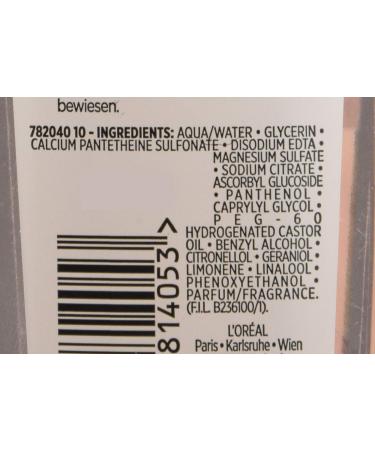 bewiesen.
782040 10 - INGREDIENTS: AQUA/WATER • GLYCERIN •
CALCIUM PANTETHEINE SULFONATE • DISODIUM EDTA •
MAGNESIUM SULFATE
• SODIUM CITRATE •
ASCORBYL GLUCOSIDE
• PANTHENOL •
CAPRYLYL GLYCOL •
PEG-60
HYDROGENATED CASTOR
OIL • BENZYL ALCOHOL •
CITRONELLOL • GERANIOL •
LIMONENE • LINALOOL •
PHENOXYETHANOL •
PARFUM/FRAGRANCE.
(F.I.L. B236100/1).
L'ORÉAL
Paris • Karlsruhe • Wien
814053>